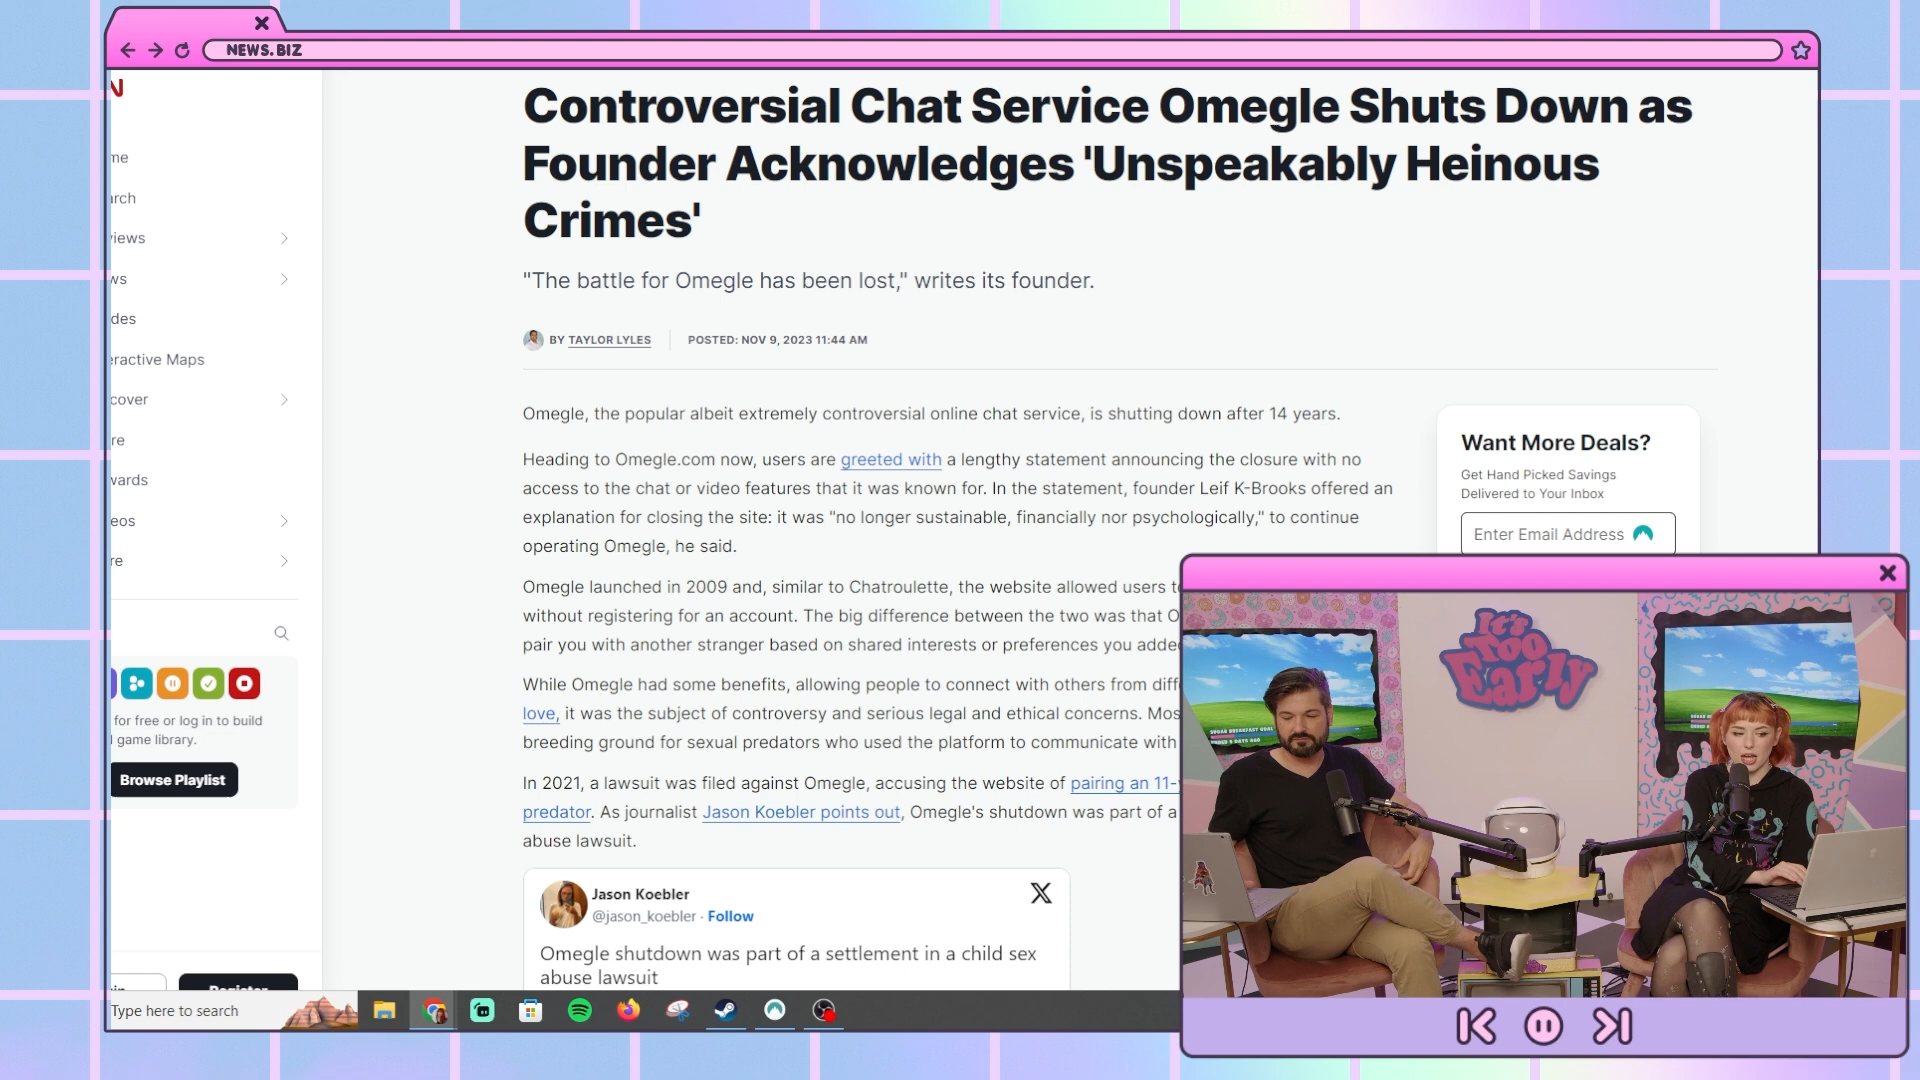 NEWS.BIZ
N
me
Controversial Chat Service Omegle Shuts Down as
Founder Acknowledges 'Unspeakably Heinous
Crimes'
"The battle for Omegle has been lost," writes its founder.
BY TAYLOR LYLES
POSTED: NOV 9, 2023 11:44 AM
Omegle, the popular albeit extremely controversial online chat service, is shutting down after 14 years.
Heading to Omegle.com now, users are greeted with a lengthy statement announcing the closure with no
access to the chat or video features that it was known for. In the statement, founder Leif K-Brooks offered an
explanation for closing the site: it was "no longer sustainable, financially nor psychologically," to continue
operating Omegle, he said.
Omegle launched in 2009 and, similar to Chatroulette, the website allowed users t
without registering for an account. The big difference between the two was that O
pair you with another stranger based on shared interests or preferences you adde
While Omegle had some benefits, allowing people to connect with others from diff
love, it was the subject of controversy and serious legal and ethical concerns. Mos
breeding ground for sexual predators who used the platform to communicate with
In 2021, a lawsuit was filed against Omegle, accusing the website of pairing an 11-
predator. As journalist Jason Koebler points out, Omegle's shutdown was part of a
abuse lawsuit.
Jason Koebler
@jason_koebler · Follow
Omegle shutdown was part of a settlement in a child sex
abuse lawsuit
rch
iews
ws
des
eractive Maps
cover
re
wards
eos
re
for free or log in to build
game library.
Browse Playlist
Register
Type here to search
Want More Deals?
Get Hand Picked Savings
Delivered to Your Inbox
Enter Email Address
It's
Too
Early